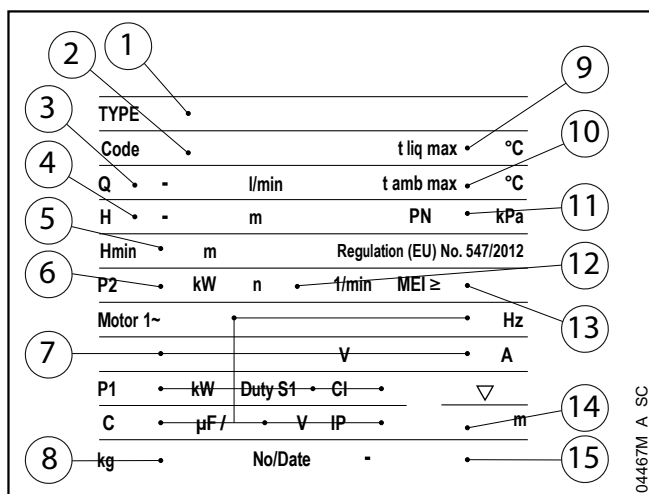 1
2
9
3
TYPE
10
Code t liq max °C
4
Q - l/min t amb max °C
11
H - m PN kPa
5
Hmin m Regulation (EU) No. 547/2012
12
6
P2 kW n 1/min MEI ≥
13
Motor 1~ Hz
7
V A
P1 kW Duty S1 Cl ▽
14
C µF / V IP m
8
kg No/Date -
15
04467M A SC